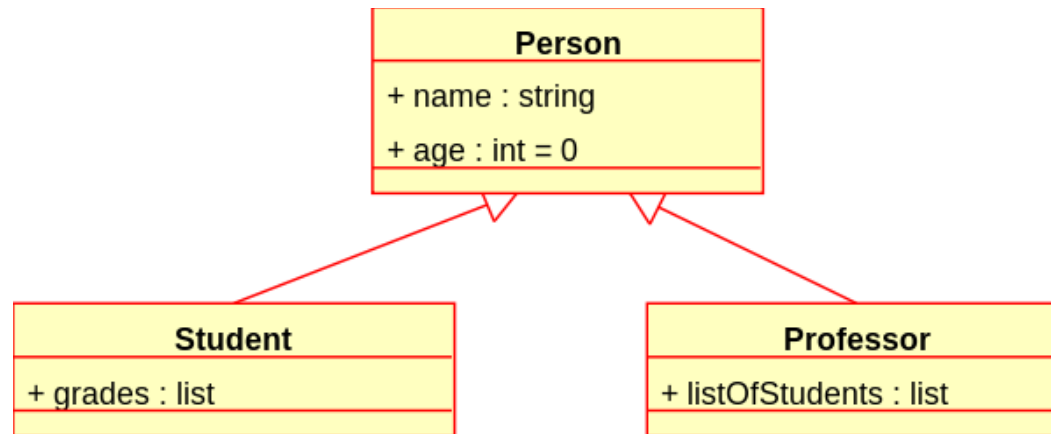 Person
+ name : string
+ age : int = 0
Student
+ grades : list
Professor
+ listOfStudents : list